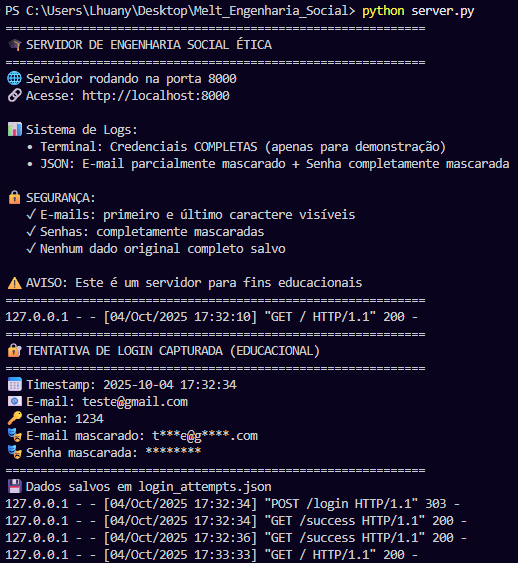 PS C:\Users\Lhuany\Desktop\Melt_Engenharia_Social> python server.py
============================================================
🎓 SERVIDOR DE ENGENHARIA SOCIAL ÉTICA
============================================================
🌐 Servidor rodando na porta 8000
🔗 Acesse: http://localhost:8000
📊 Sistema de Logs:
• Terminal: Credenciais COMPLETAS (apenas para demonstração)
• JSON: E-mail parcialmente mascarado + Senha completamente mascarada
🔒 SEGURANÇA:
✓ E-mails: primeiro e último caractere visíveis
✓ Senhas: completamente mascaradas
✓ Nenhum dado original completo salvo
⚠️ AVISO: Este é um servidor para fins educacionais
============================================================
127.0.0.1 - - [04/Oct/2025 17:32:10] "GET / HTTP/1.1" 200 -
============================================================
🔐 TENTATIVA DE LOGIN CAPTURADA (EDUCACIONAL)
============================================================
📅 Timestamp: 2025-10-04 17:32:34
📧 E-mail: teste@gmail.com
🔑 Senha: 1234
🎭 E-mail mascarado: t***e@g****.com
🎭 Senha mascarada: ********
============================================================
💾 Dados salvos em login_attempts.json
127.0.0.1 - - [04/Oct/2025 17:32:34] "POST /login HTTP/1.1" 303 -
127.0.0.1 - - [04/Oct/2025 17:32:34] "GET /success HTTP/1.1" 200 -
127.0.0.1 - - [04/Oct/2025 17:32:36] "GET /success HTTP/1.1" 200 -
127.0.0.1 - - [04/Oct/2025 17:33:33] "GET / HTTP/1.1" 200 -